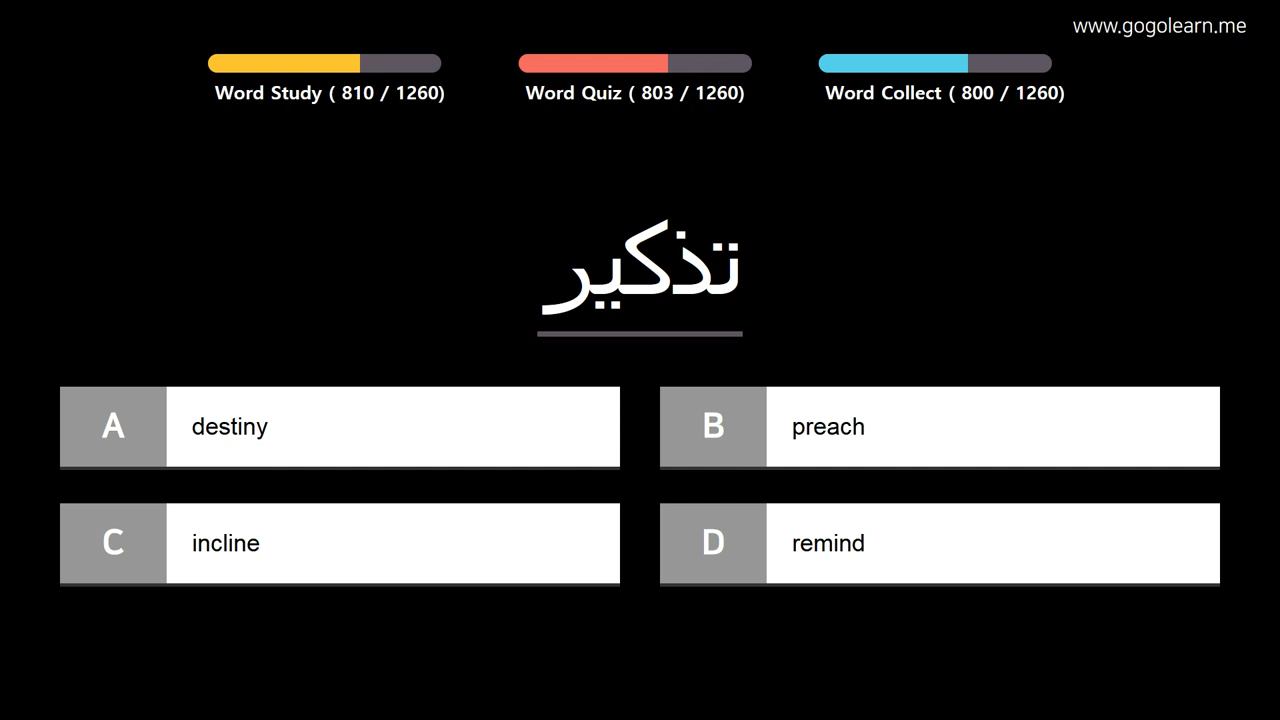 www.gogolearn.me
Word Study ( 810 / 1260)
Word Quiz ( 803 / 1260)
Word Collect ( 800 / 1260)
تذكير
A destiny
B preach
C incline
D remind